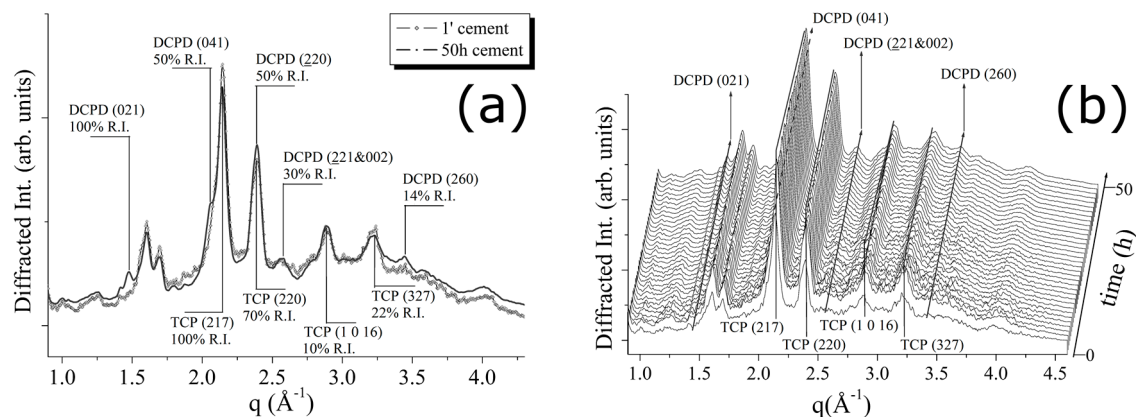 1' cement
50h cement
(a)
DCPD (041)
50% R.I.
DCPD (220)
50% R.I.
DCPD (021)
100% R.I.
DCPD (221&002)
30% R.I.
DCPD (260)
14% R.I.
TCP (217)
100% R.I.
TCP (220)
70% R.I.
TCP (1 0 16)
10% R.I.
TCP (327)
22% R.I.
Diffracted Int. (arb. units)
1.0 1.5 2.0 2.5 3.0 3.5 4.0
q (Å⁻¹)
(b)
DCPD (041)
DCPD (221&002)
DCPD (021)
DCPD (260)
TCP (217)
TCP (220)
TCP (1 0 16)
TCP (327)
Diffracted Int. (arb. units)
50
time (h)
0
1.0 1.5 2.0 2.5 3.0 3.5 4.0 4.5
q(Å⁻¹)